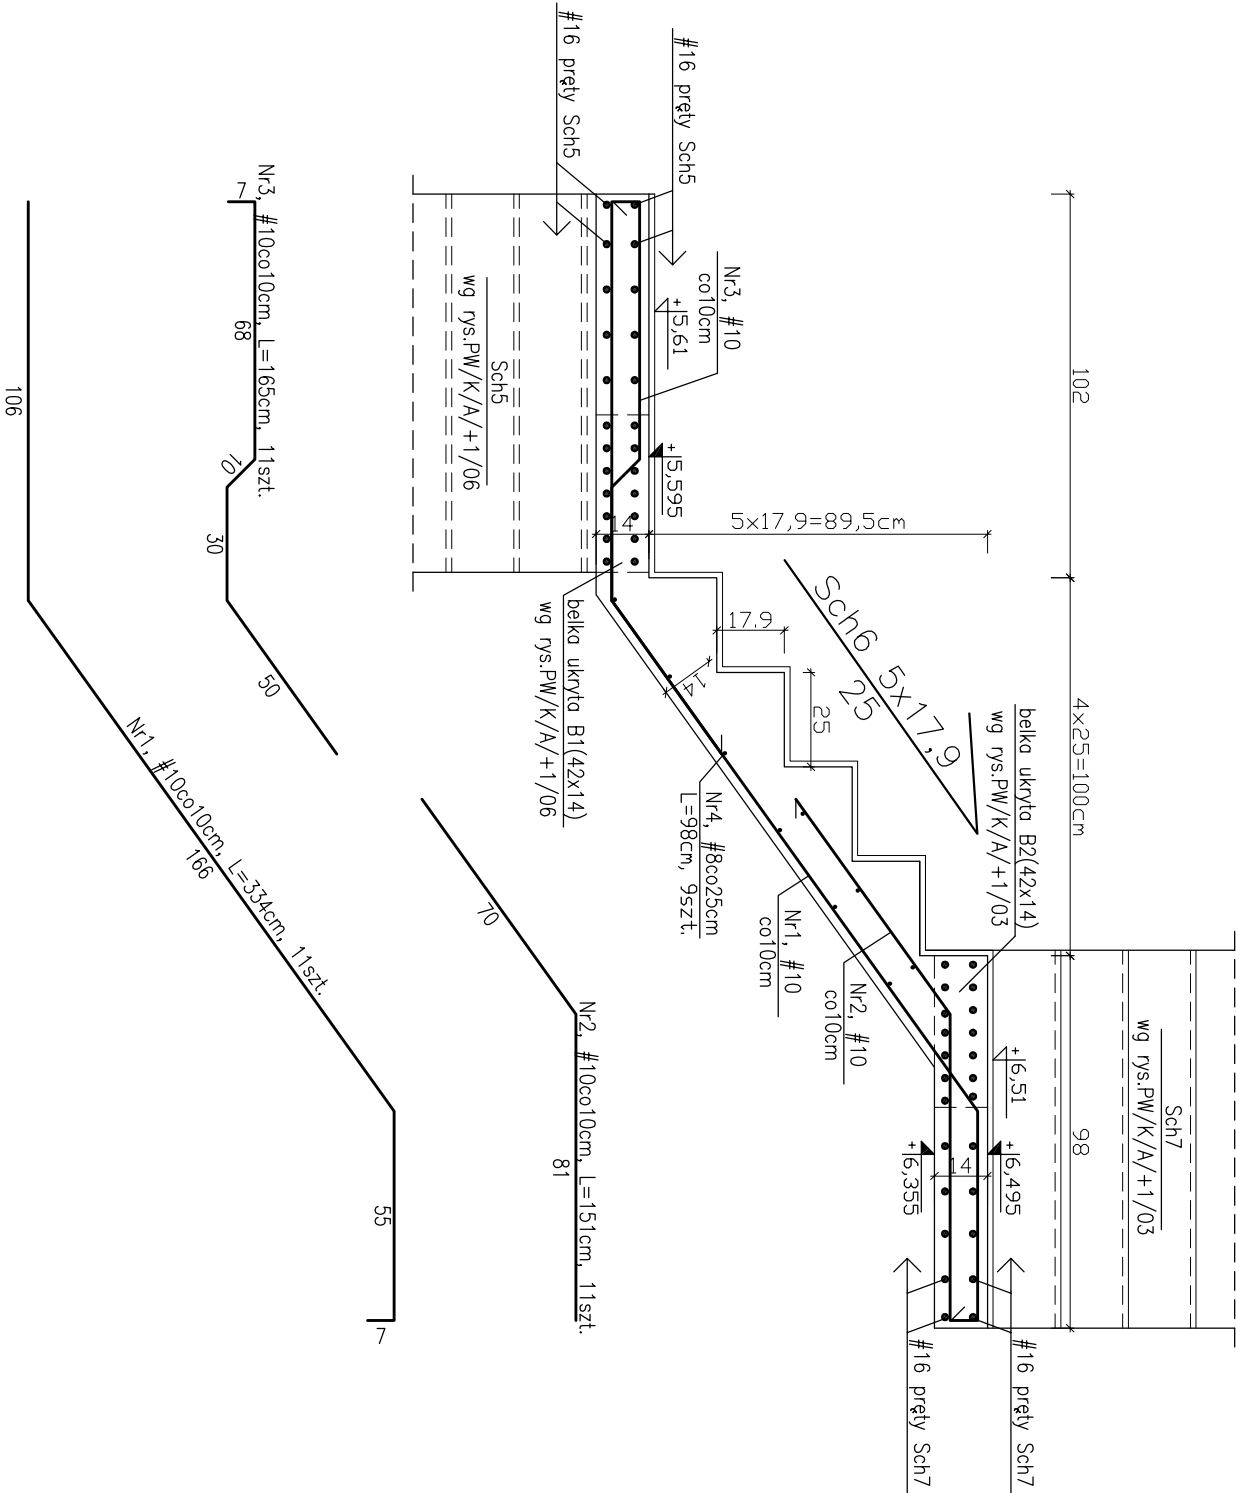 102
4x25=100cm
98
Sch7
wg rys.PW/K/A/+1/03
belka ukryta B2(42x14)
wg rys.PW/K/A/+1/03
+6,51
+6,495
14
+6,355
#16 pręty Sch7
#16 pręty Sch7
5x17,9=89,5cm
Sch6 5x17,9
25
17,9
25
14
Nr3, #10
co10cm
+5,61
+5,595
14
#16 pręty Sch5
#16 pręty Sch5
Sch5
wg rys.PW/K/A/+1/06
belka ukryta B1(42x14)
wg rys.PW/K/A/+1/06
Nr4, #8co25cm
L=98cm, 9szt.
Nr1, #10
co10cm
Nr2, #10
co10cm
Nr2, #10co10cm, L=151cm, 11szt.
70
81
Nr3, #10co10cm, L=165cm, 11szt.
7
68
10
30
50
Nr1, #10co10cm, L=334cm, 11szt.
106
166
55
7